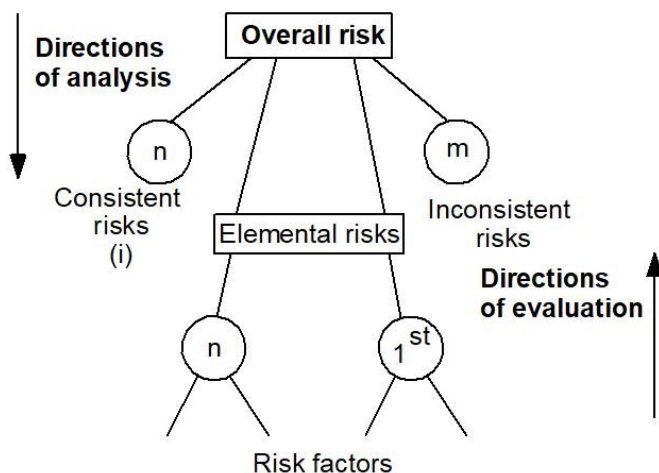 Overall risk
Directions
of analysis
n
m
Consistent
risks
(i)
Inconsistent
risks
Elemental risks
Directions
of evaluation
n
1st
Risk factors